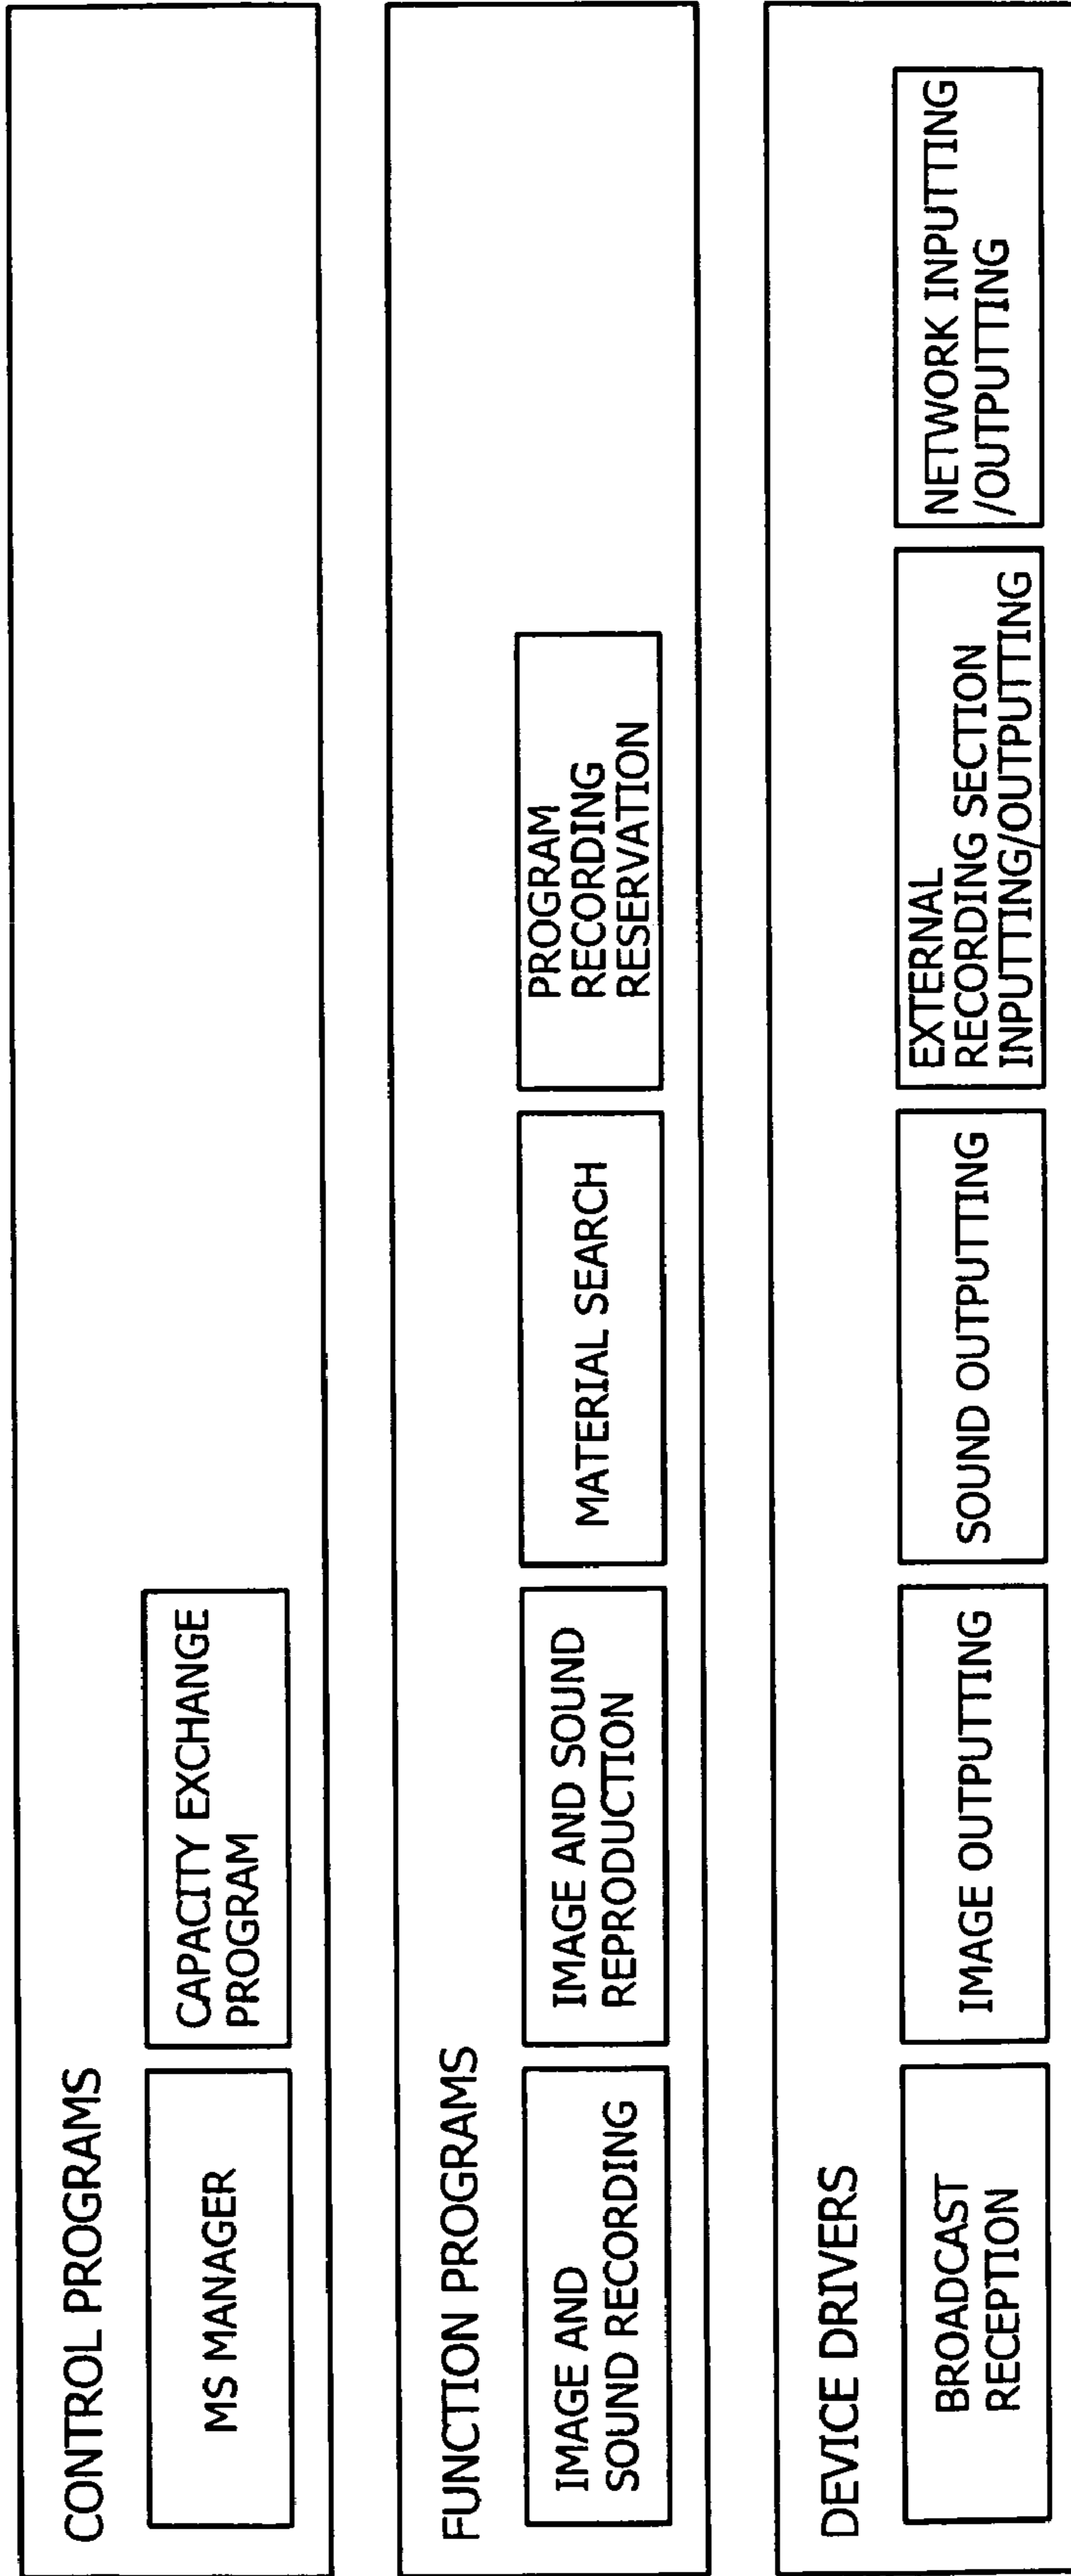 CONTROL PROGRAMS
MS MANAGER
CAPACITY EXCHANGE
PROGRAM
FUNCTION PROGRAMS
IMAGE AND
SOUND RECORDING
IMAGE AND SOUND
REPRODUCTION
MATERIAL SEARCH
PROGRAM
RECORDING
RESERVATION
DEVICE DRIVERS
BROADCAST
RECEPTION
IMAGE OUTPUTTING
SOUND OUTPUTTING
EXTERNAL
RECORDING SECTION
INPUTTING/OUTPUTTING
NETWORK INPUTTING
/OUTPUTTING